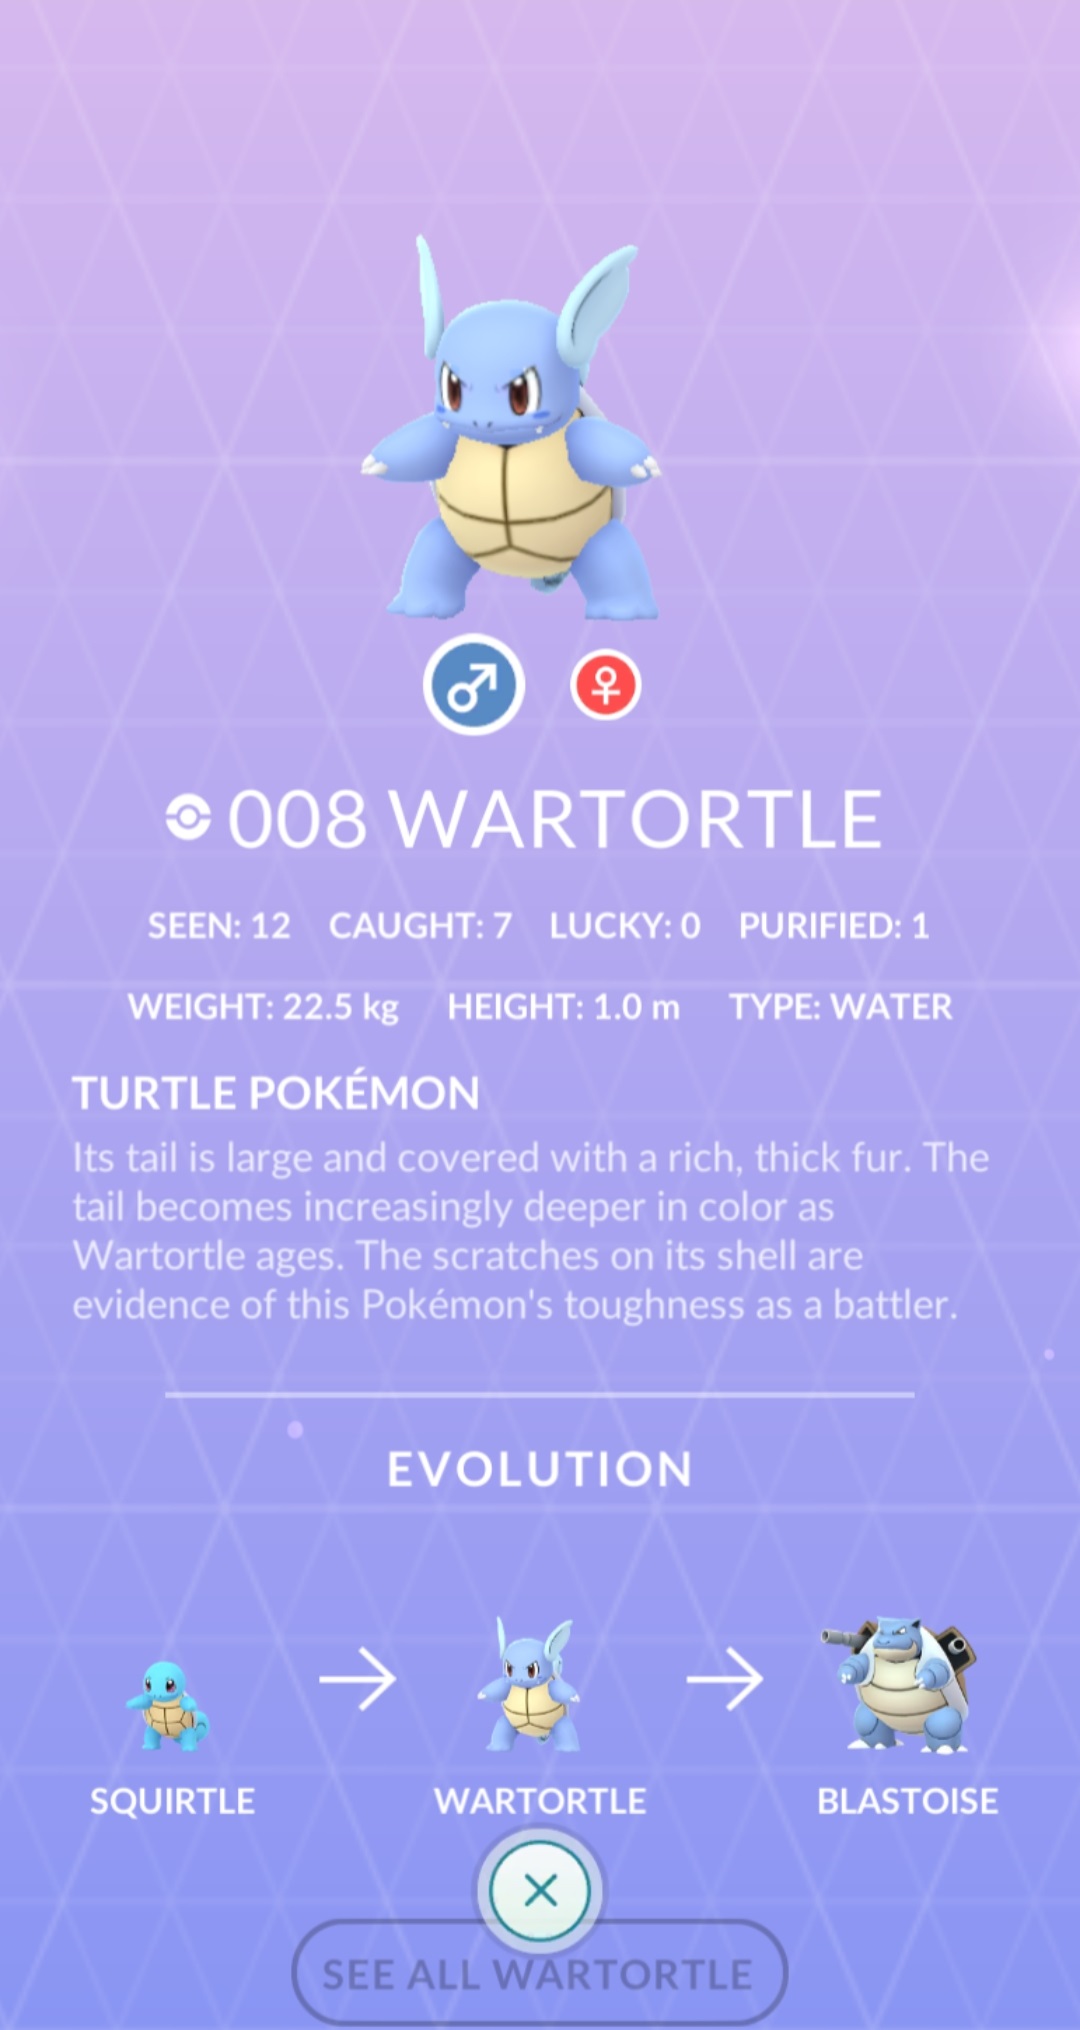 008 WARTORTLE
SEEN: 12 CAUGHT: 7 LUCKY: 0 PURIFIED: 1
WEIGHT: 22.5 kg HEIGHT: 1.0 m TYPE: WATER
TURTLE POKÉMON
Its tail is large and covered with a rich, thick fur. The
tail becomes increasingly deeper in color as
Wartortle ages. The scratches on its shell are
evidence of this Pokémon's toughness as a battler.
EVOLUTION
SQUIRTLE WARTORTLE BLASTOISE
SEE ALL WARTORTLE